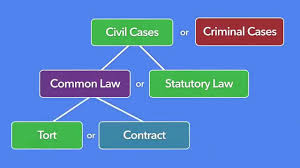 Civil Cases or Criminal Cases
Common Law or Statutory Law
Tort or Contract